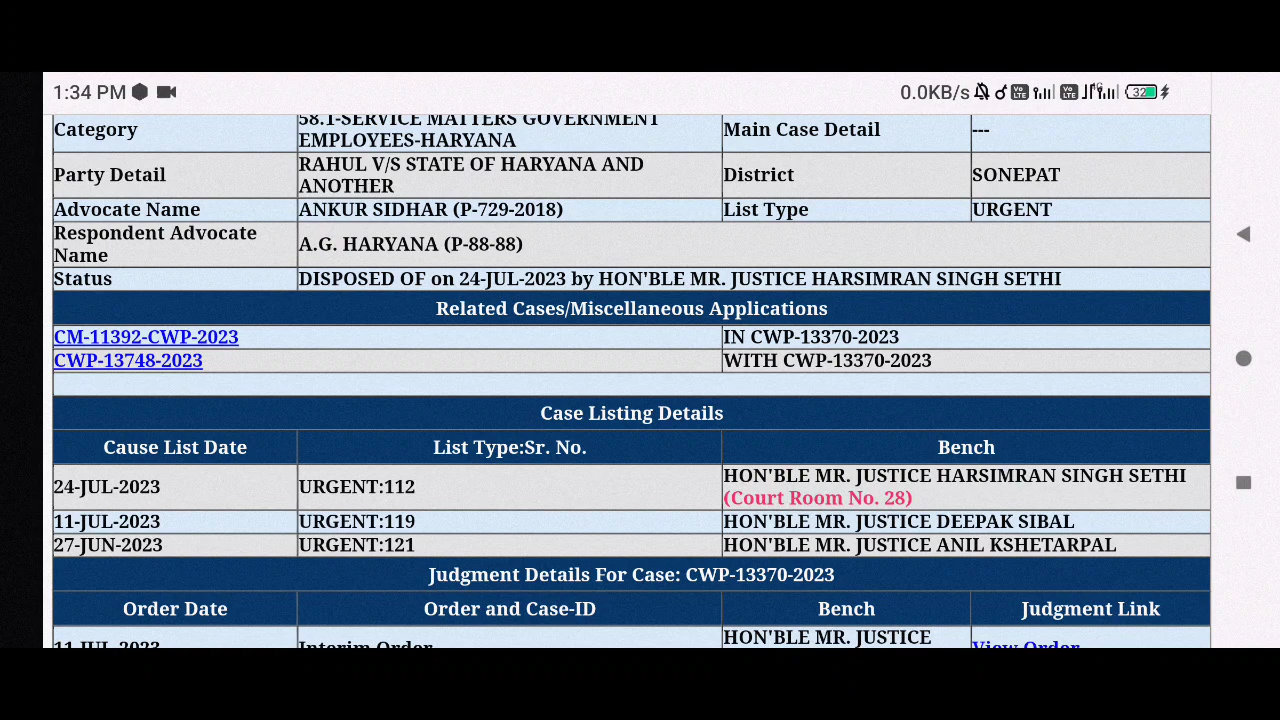 1:34 PM 0.0KB/s 32
Category 58.1-SERVICE MATTERS GOVERNMENT EMPLOYEES-HARYANA Main Case Detail ---
Party Detail RAHUL V/S STATE OF HARYANA AND ANOTHER District SONEPAT
Advocate Name ANKUR SIDHAR (P-729-2018) List Type URGENT
Respondent Advocate Name A.G. HARYANA (P-88-88)
Status DISPOSED OF on 24-JUL-2023 by HON'BLE MR. JUSTICE HARSIMRAN SINGH SETHI
Related Cases/Miscellaneous Applications
CM-11392-CWP-2023 IN CWP-13370-2023
CWP-13748-2023 WITH CWP-13370-2023
Case Listing Details
Cause List Date List Type:Sr. No. Bench
24-JUL-2023 URGENT:112 HON'BLE MR. JUSTICE HARSIMRAN SINGH SETHI (Court Room No. 28)
11-JUL-2023 URGENT:119 HON'BLE MR. JUSTICE DEEPAK SIBAL
27-JUN-2023 URGENT:121 HON'BLE MR. JUSTICE ANIL KSHETARPAL
Judgment Details For Case: CWP-13370-2023
Order Date Order and Case-ID Bench Judgment Link
11-JUL-2023 Interim Order HON'BLE MR. JUSTICE View Order